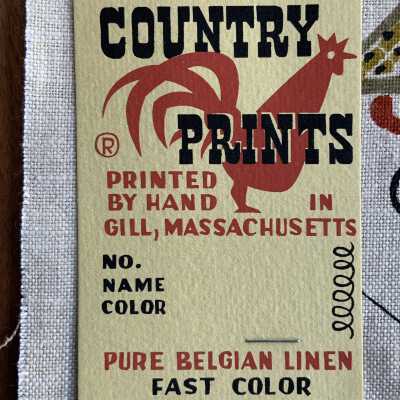 COUNTRY
PRINTS
®
PRINTED
BY HAND IN
GILL, MASSACHUSETTS
NO.
NAME
COLOR
PURE BELGIAN LINEN
FAST COLOR